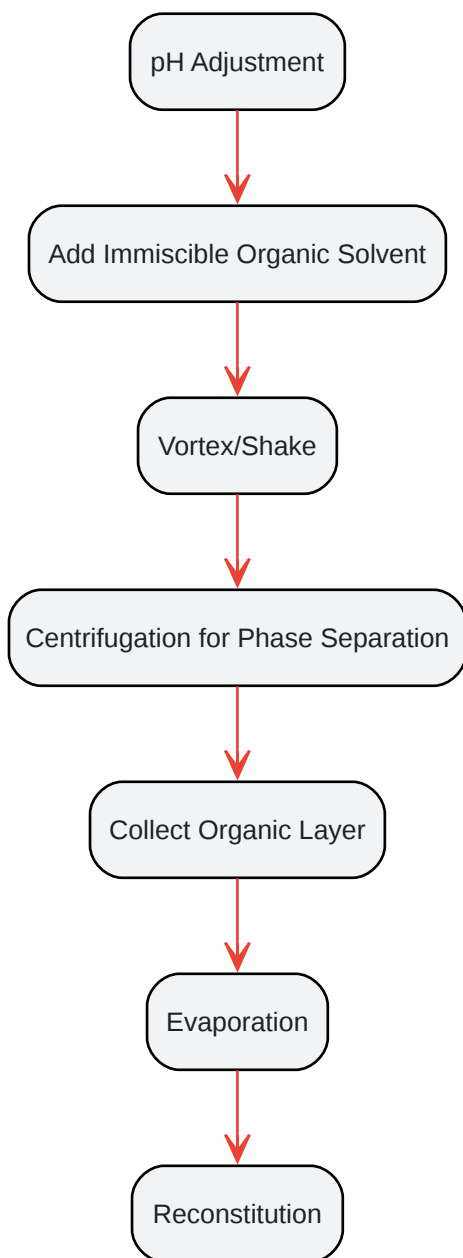 pH Adjustment
Add Immiscible Organic Solvent
Vortex/Shake
Centrifugation for Phase Separation
Collect Organic Layer
Evaporation
Reconstitution